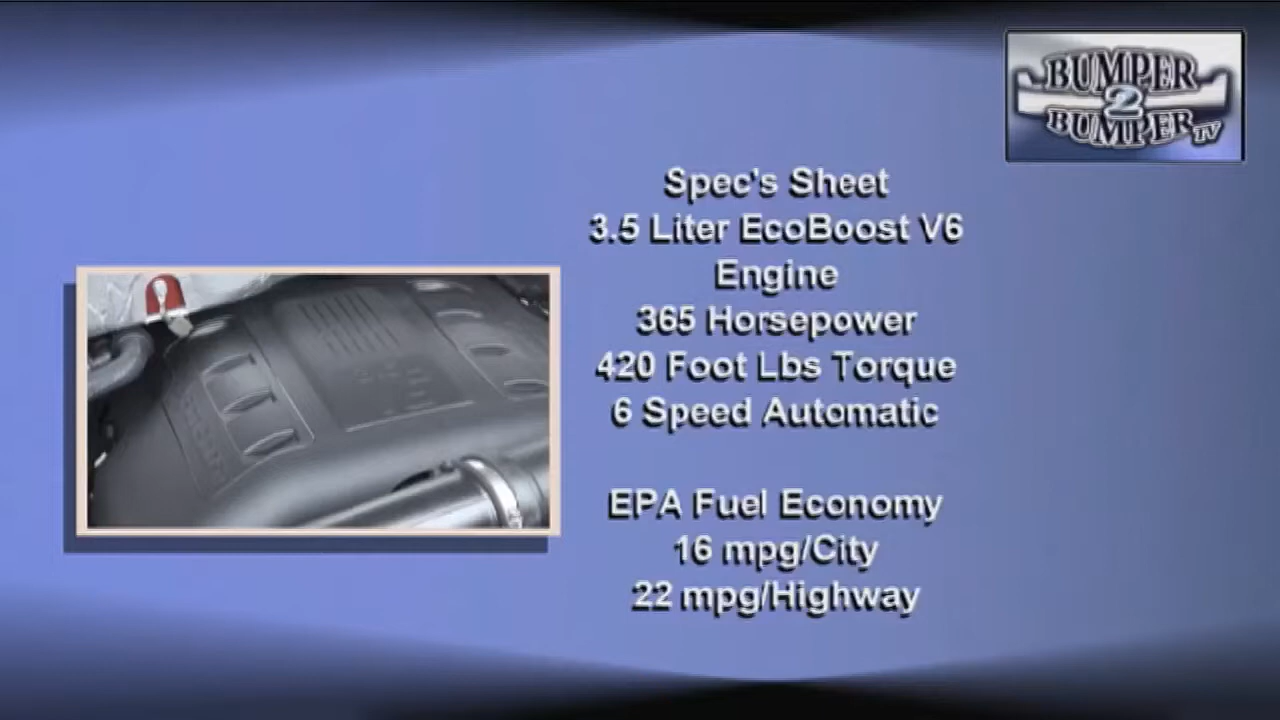 BUMPER
2
BUMPER TV
Spec's Sheet
3.5 Liter EcoBoost V6
Engine
365 Horsepower
420 Foot Lbs Torque
6 Speed Automatic
EPA Fuel Economy
16 mpg/City
22 mpg/Highway